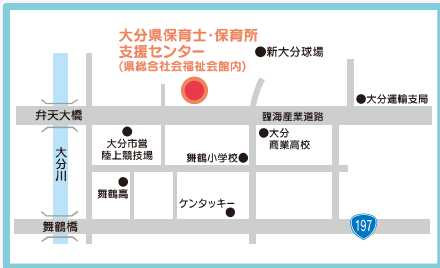 大分県保育士・保育所
支援センター
(県総合社会福祉会館内)
新大分球場
大分運輸支局
弁天大橋
臨海産業道路
大分市営
陸上競技場
大分
商業高校
大分川
舞鶴小学校
舞鶴高
ケンタッキー
舞鶴橋
197